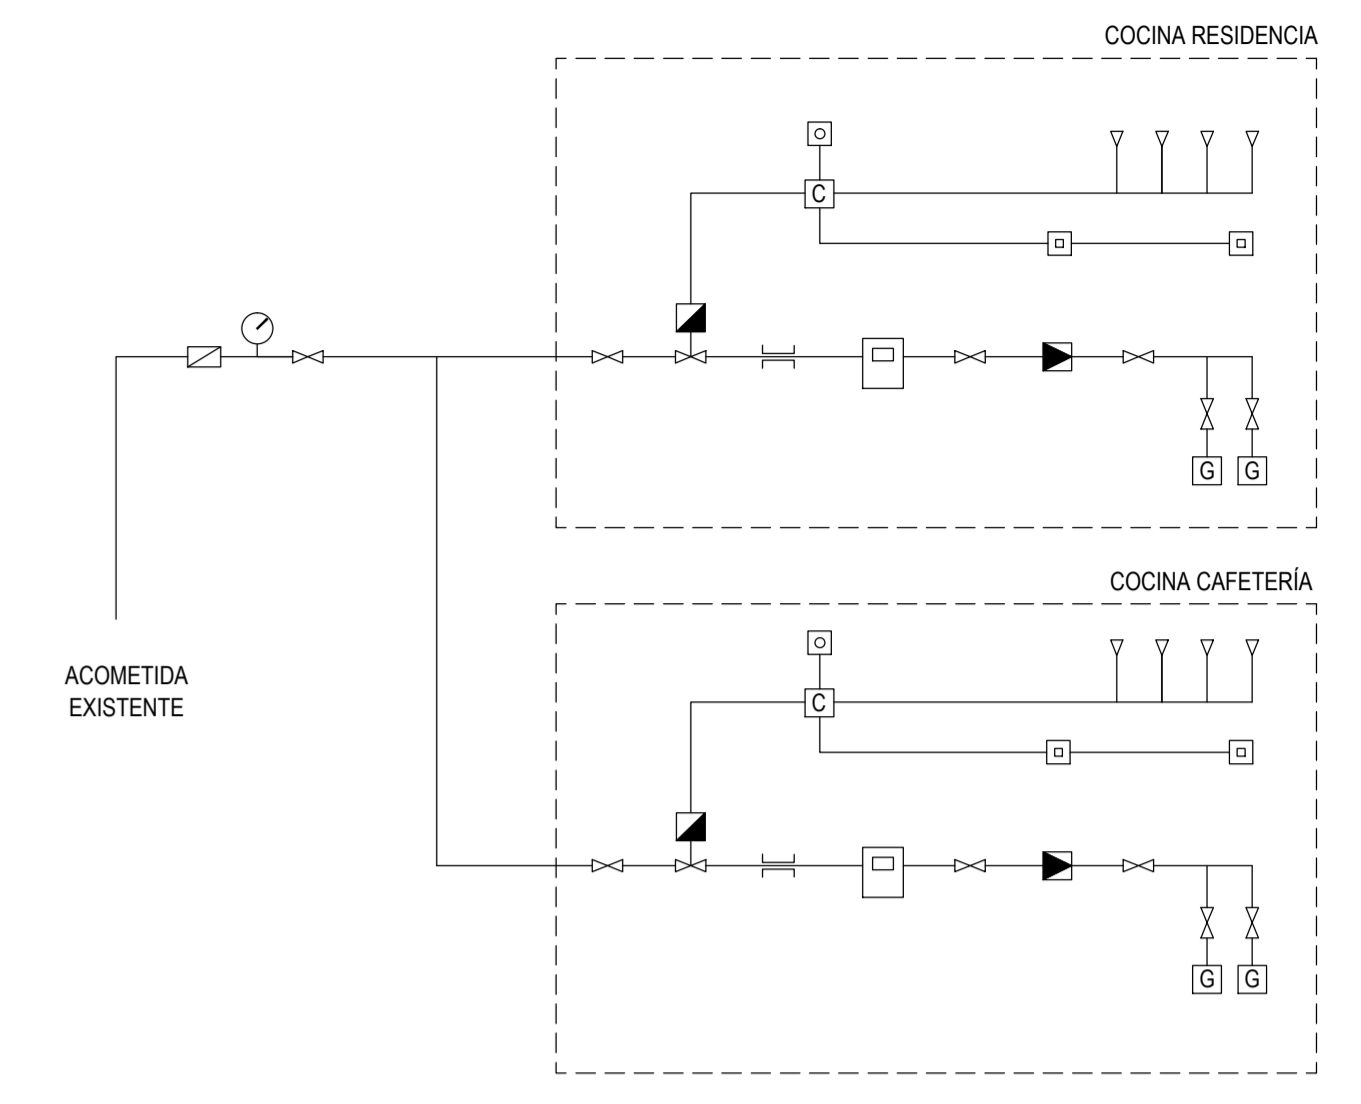 COCINA RESIDENCIA
C
G G
COCINA CAFETERÍA
ACOMETIDA
EXISTENTE
C
G G